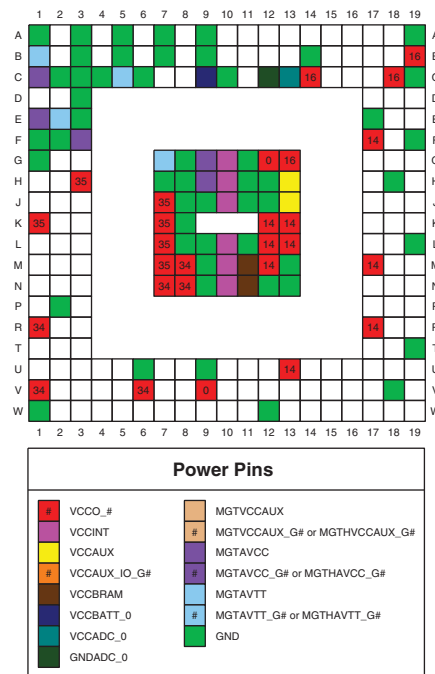 1 2 3 4 5 6 7 8 9 10 11 12 13 14 15 16 17 18 19
A A
B 16 B
C 14 16 C
D D
E E
F 14 F
G 0 16 G
H 35 H
J 35 J
K 35 35 14 14 K
L 35 14 14 L
M 35 34 14 14 M
N 34 34 N
P P
R 34 14 R
T T
U 14 U
V 34 34 0 V
W W
1 2 3 4 5 6 7 8 9 10 11 12 13 14 15 16 17 18 19
Power Pins
# VCCO_#
VCCINT
VCCAUX
# VCCAUX_IO_G#
VCCBRAM
VCCBATT_0
VCCADC_0
GNDADC_0
MGTVCCAUX
# MGTVCCAUX_G# or MGTHVCCAUX_G#
MGTAVCC
# MGTAVCC_G# or MGTHAVCC_G#
MGTAVTT
# MGTAVTT_G# or MGTHAVTT_G#
GND